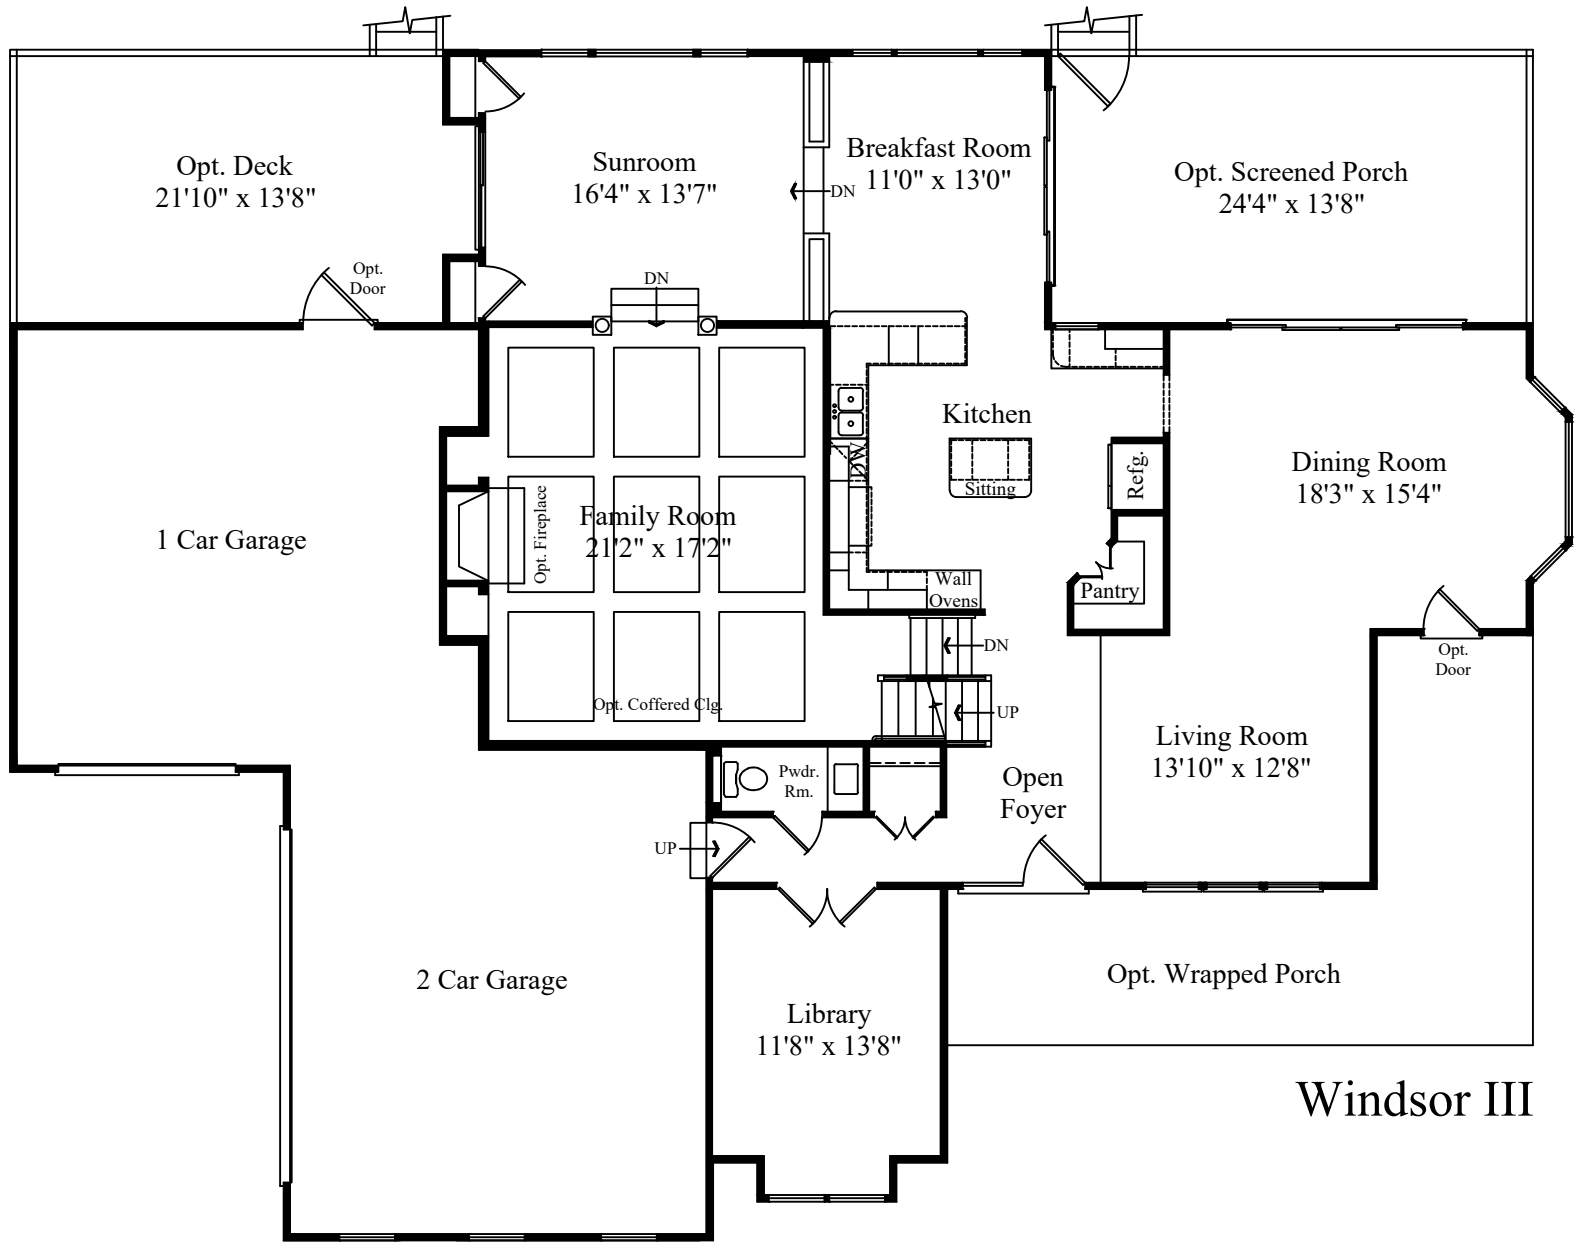 Opt. Deck
21'10" x 13'8"
Opt.
Door
Sunroom
16'4" x 13'7"
DN
DN
Breakfast Room
11'0" x 13'0"
Opt. Screened Porch
24'4" x 13'8"
1 Car Garage
Opt. Fireplace
Family Room
21'2" x 17'2"
Opt. Coffered Clg.
Kitchen
DW
Sitting
Refg.
Wall
Ovens
Pantry
Dining Room
18'3" x 15'4"
Opt.
Door
DN
UP
Living Room
13'10" x 12'8"
Pwdr.
Rm.
Open
Foyer
UP
2 Car Garage
Library
11'8" x 13'8"
Opt. Wrapped Porch
Windsor III